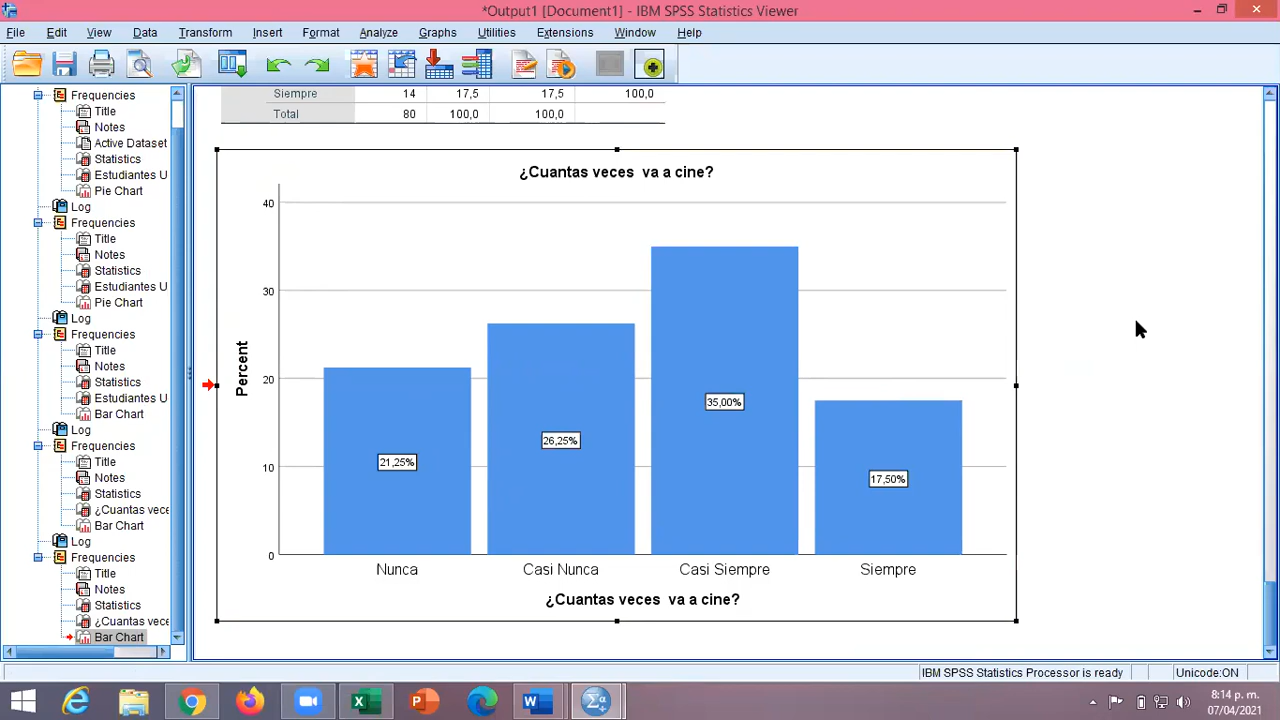 *Output1 [Document1] - IBM SPSS Statistics Viewer
File Edit View Data Transform Insert Format Analyze Graphs Utilities Extensions Window Help
Frequencies
Title
Notes
Active Dataset
Statistics
Estudiantes U
Pie Chart
Log
Frequencies
Title
Notes
Statistics
Estudiantes U
Pie Chart
Log
Frequencies
Title
Notes
Statistics
Estudiantes U
Bar Chart
Log
Frequencies
Title
Notes
Statistics
¿Cuantas vece
Bar Chart
Log
Frequencies
Title
Notes
Statistics
¿Cuantas vece
Bar Chart
Siempre 14 17,5 17,5 100,0
Total 80 100,0 100,0
¿Cuantas veces va a cine?
Percent
40
30
20
10
0
21,25%
26,25%
35,00%
17,50%
Nunca Casi Nunca Casi Siempre Siempre
¿Cuantas veces va a cine?
IBM SPSS Statistics Processor is ready Unicode:ON
8:14 p. m.
07/04/2021